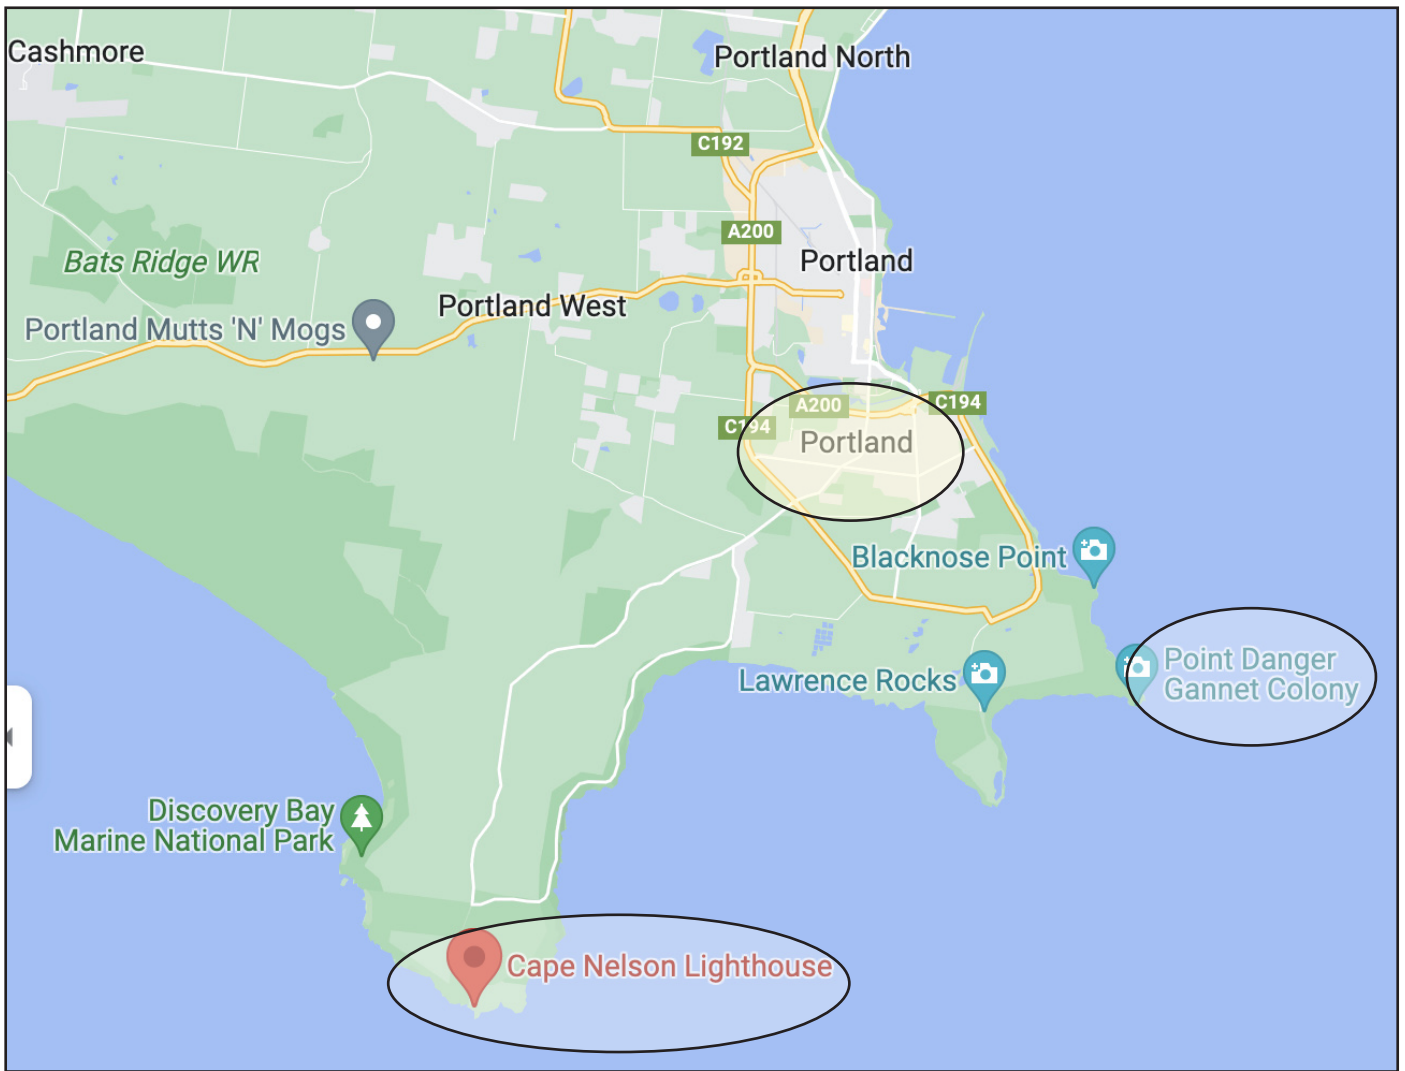 Cashmore
Portland North
C192
A200
Bats Ridge WR
Portland
Portland West
Portland Mutts 'N' Mogs
A200
C194
C194
Portland
Blacknose Point
Point Danger
Gannet Colony
Lawrence Rocks
Discovery Bay
Marine National Park
Cape Nelson Lighthouse